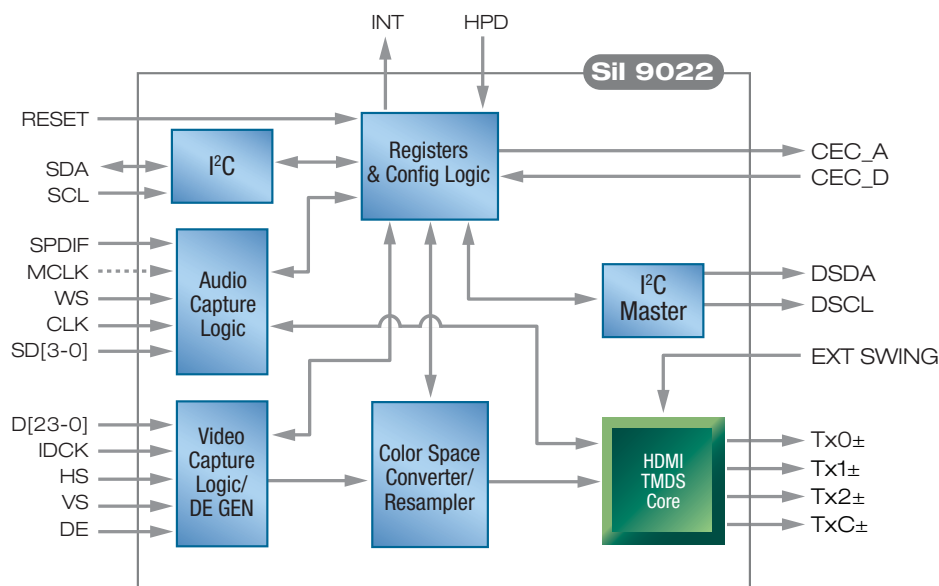 INT
HPD
SiI 9022
RESET
SDA
SCL
I²C
Registers
& Config Logic
CEC_A
CEC_D
SPDIF
MCLK
WS
CLK
SD[3-0]
Audio
Capture
Logic
I²C
Master
DSDA
DSCL
EXT SWING
D[23-0]
IDCK
HS
VS
DE
Video
Capture
Logic/
DE GEN
Color Space
Converter/
Resampler
HDMI
TMDS
Core
Tx0±
Tx1±
Tx2±
TxC±